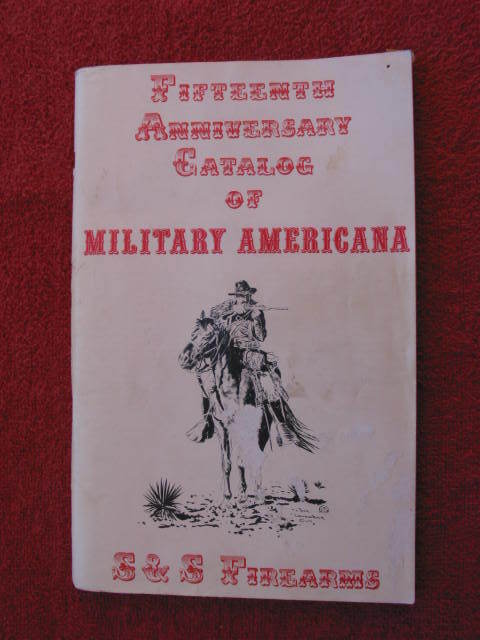 FIFTEENTH
ANNIVERSARY
CATALOG
OF
MILITARY AMERICANA
S & S FIREARMS